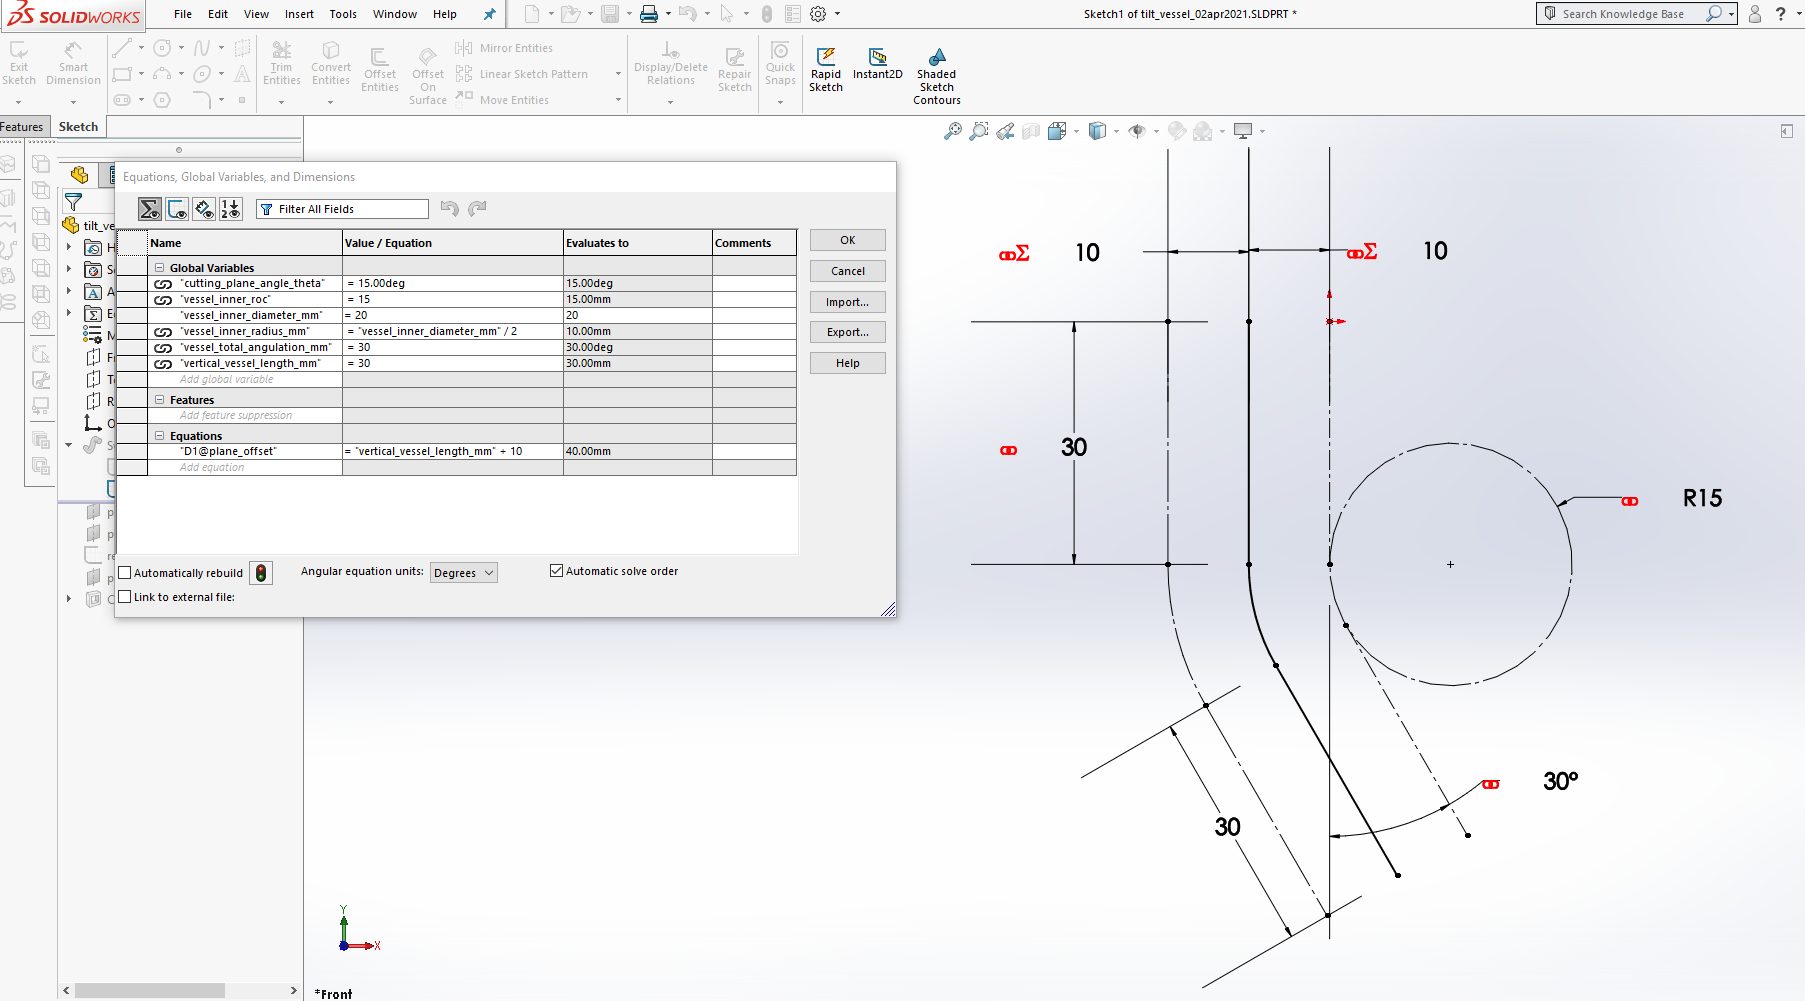 SOLIDWORKS File Edit View Insert Tools Window Help Sketch1 of tilt_vessel_02apr2021.SLDPRT * Search Knowledge Base ?
Exit Sketch
Smart Dimension
Trim Entities
Convert Entities
Offset Entities
Offset On Surface
Mirror Entities
Linear Sketch Pattern
Move Entities
Display/Delete Relations
Repair Sketch
Quick Snaps
Rapid Sketch
Instant2D
Shaded Sketch Contours
Features Sketch
tilt_ve
Equations, Global Variables, and Dimensions
Filter All Fields
Name Value / Equation Evaluates to Comments
Global Variables
"cutting_plane_angle_theta" = 15.00deg 15.00deg
"vessel_inner_roc" = 15 15.00mm
"vessel_inner_diameter_mm" = 20 20
"vessel_inner_radius_mm" = "vessel_inner_diameter_mm" / 2 10.00mm
"vessel_total_angulation_mm" = 30 30.00deg
"vertical_vessel_length_mm" = 30 30.00mm
Add global variable
Features
Add feature suppression
Equations
"D1@plane_offset" = "vertical_vessel_length_mm" + 10 40.00mm
Add equation
OK
Cancel
Import...
Export...
Help
Automatically rebuild Angular equation units: Degrees Automatic solve order
Link to external file:
Σ 10 Σ 10
30
R15
30°
30
Y
X
*Front